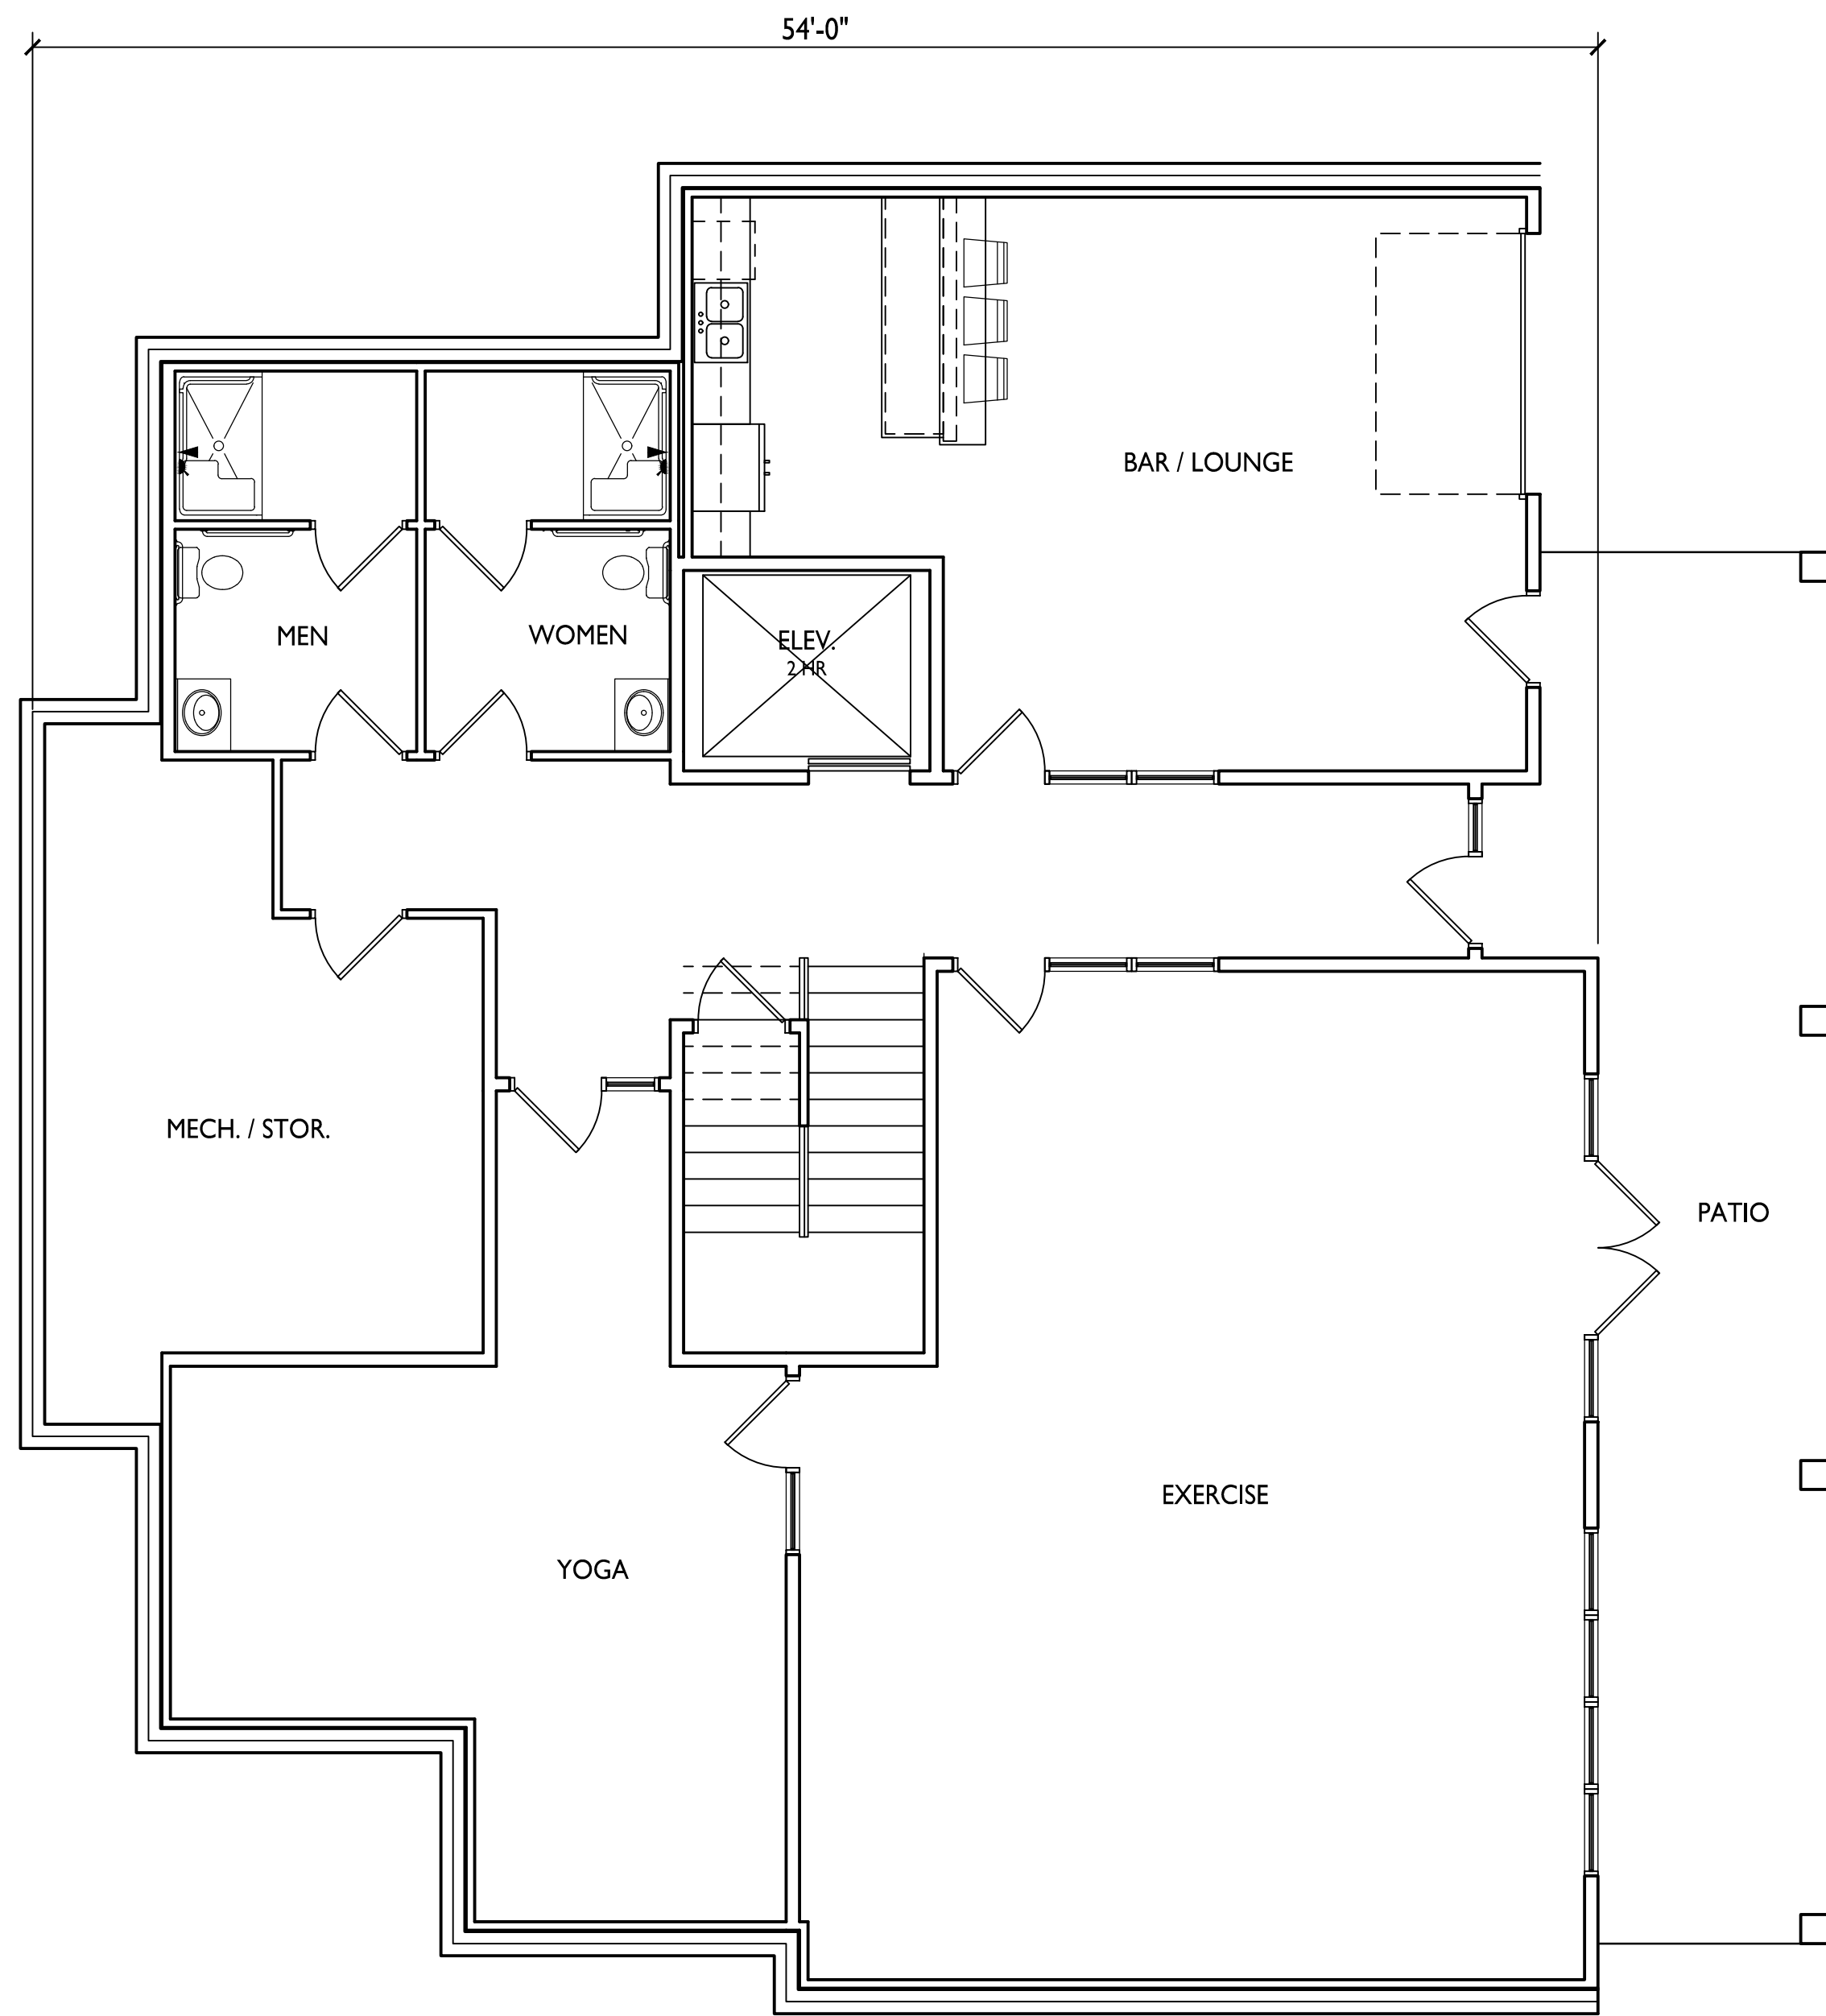 54'-0"
BAR / LOUNGE
MEN
WOMEN
ELEV.
2 HR
MECH. / STOR.
PATIO
EXERCISE
YOGA